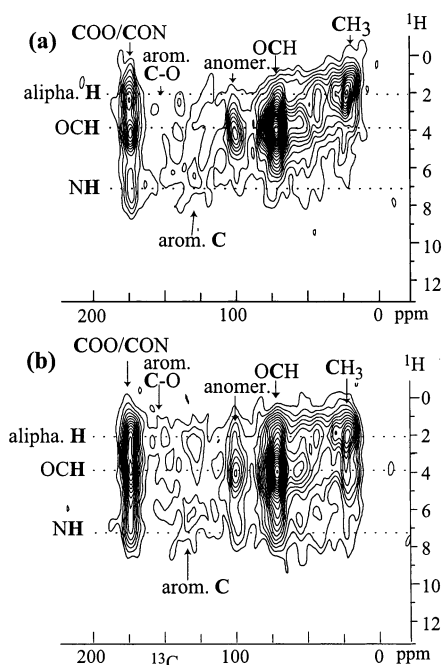 (a) COO/CON arom. C-O anomer. OCH CH3 1H
alipha. H
OCH
NH
arom. C
0
2
4
6
8
10
12
200 100 0 ppm
(b) COO/CON arom. C-O anomer. OCH CH3 1H
alipha. H
OCH
NH
arom. C
0
2
4
6
8
10
12
200 13C 100 0 ppm